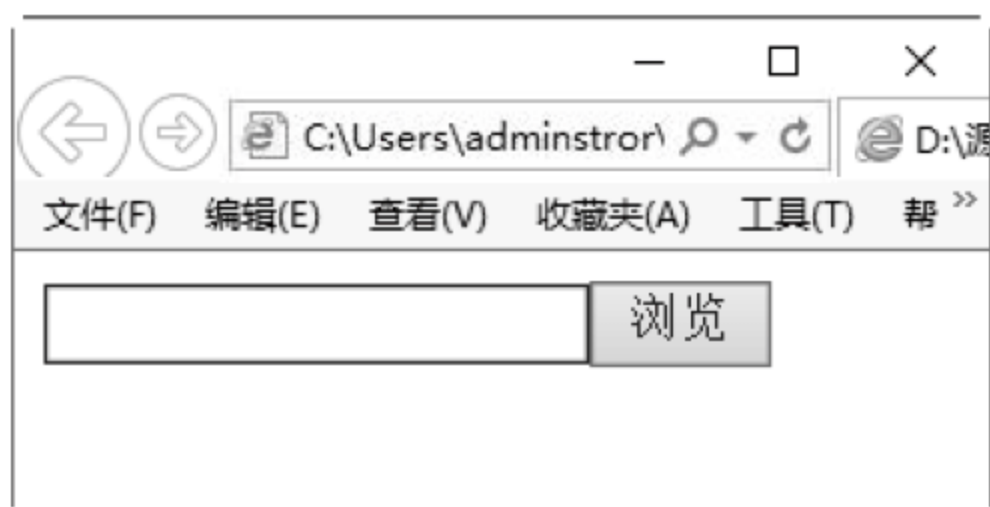 C:\Users\adminstror\ D:\源
文件(F) 编辑(E) 查看(V) 收藏夹(A) 工具(T) 帮 »
浏览